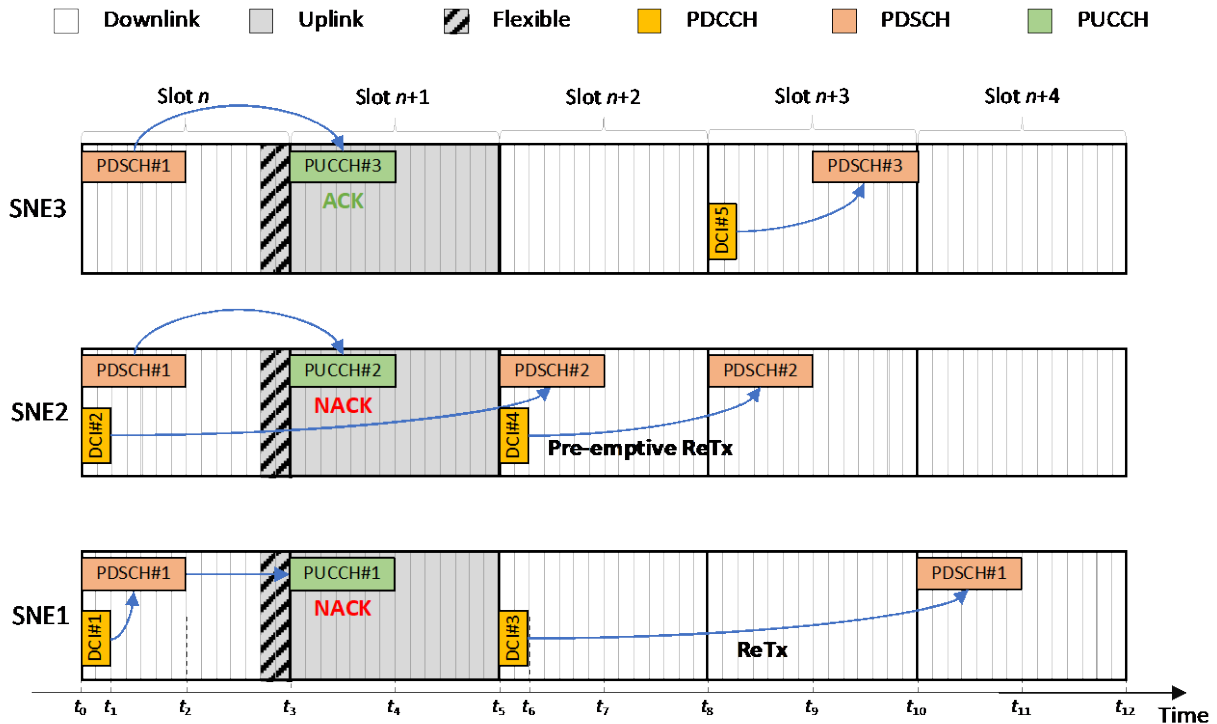 Downlink Uplink Flexible PDCCH PDSCH PUCCH
Slot n Slot n+1 Slot n+2 Slot n+3 Slot n+4
SNE3
PDSCH#1 PUCCH#3 PDSCH#3
ACK
DCI#5
SNE2
PDSCH#1 PUCCH#2 PDSCH#2 PDSCH#2
NACK
DCI#2 DCI#4
Pre-emptive ReTx
SNE1
PDSCH#1 PUCCH#1 PDSCH#1
NACK
DCI#1 DCI#3
ReTx
t0 t1 t2 t3 t4 t5 t6 t7 t8 t9 t10 t11 t12 Time